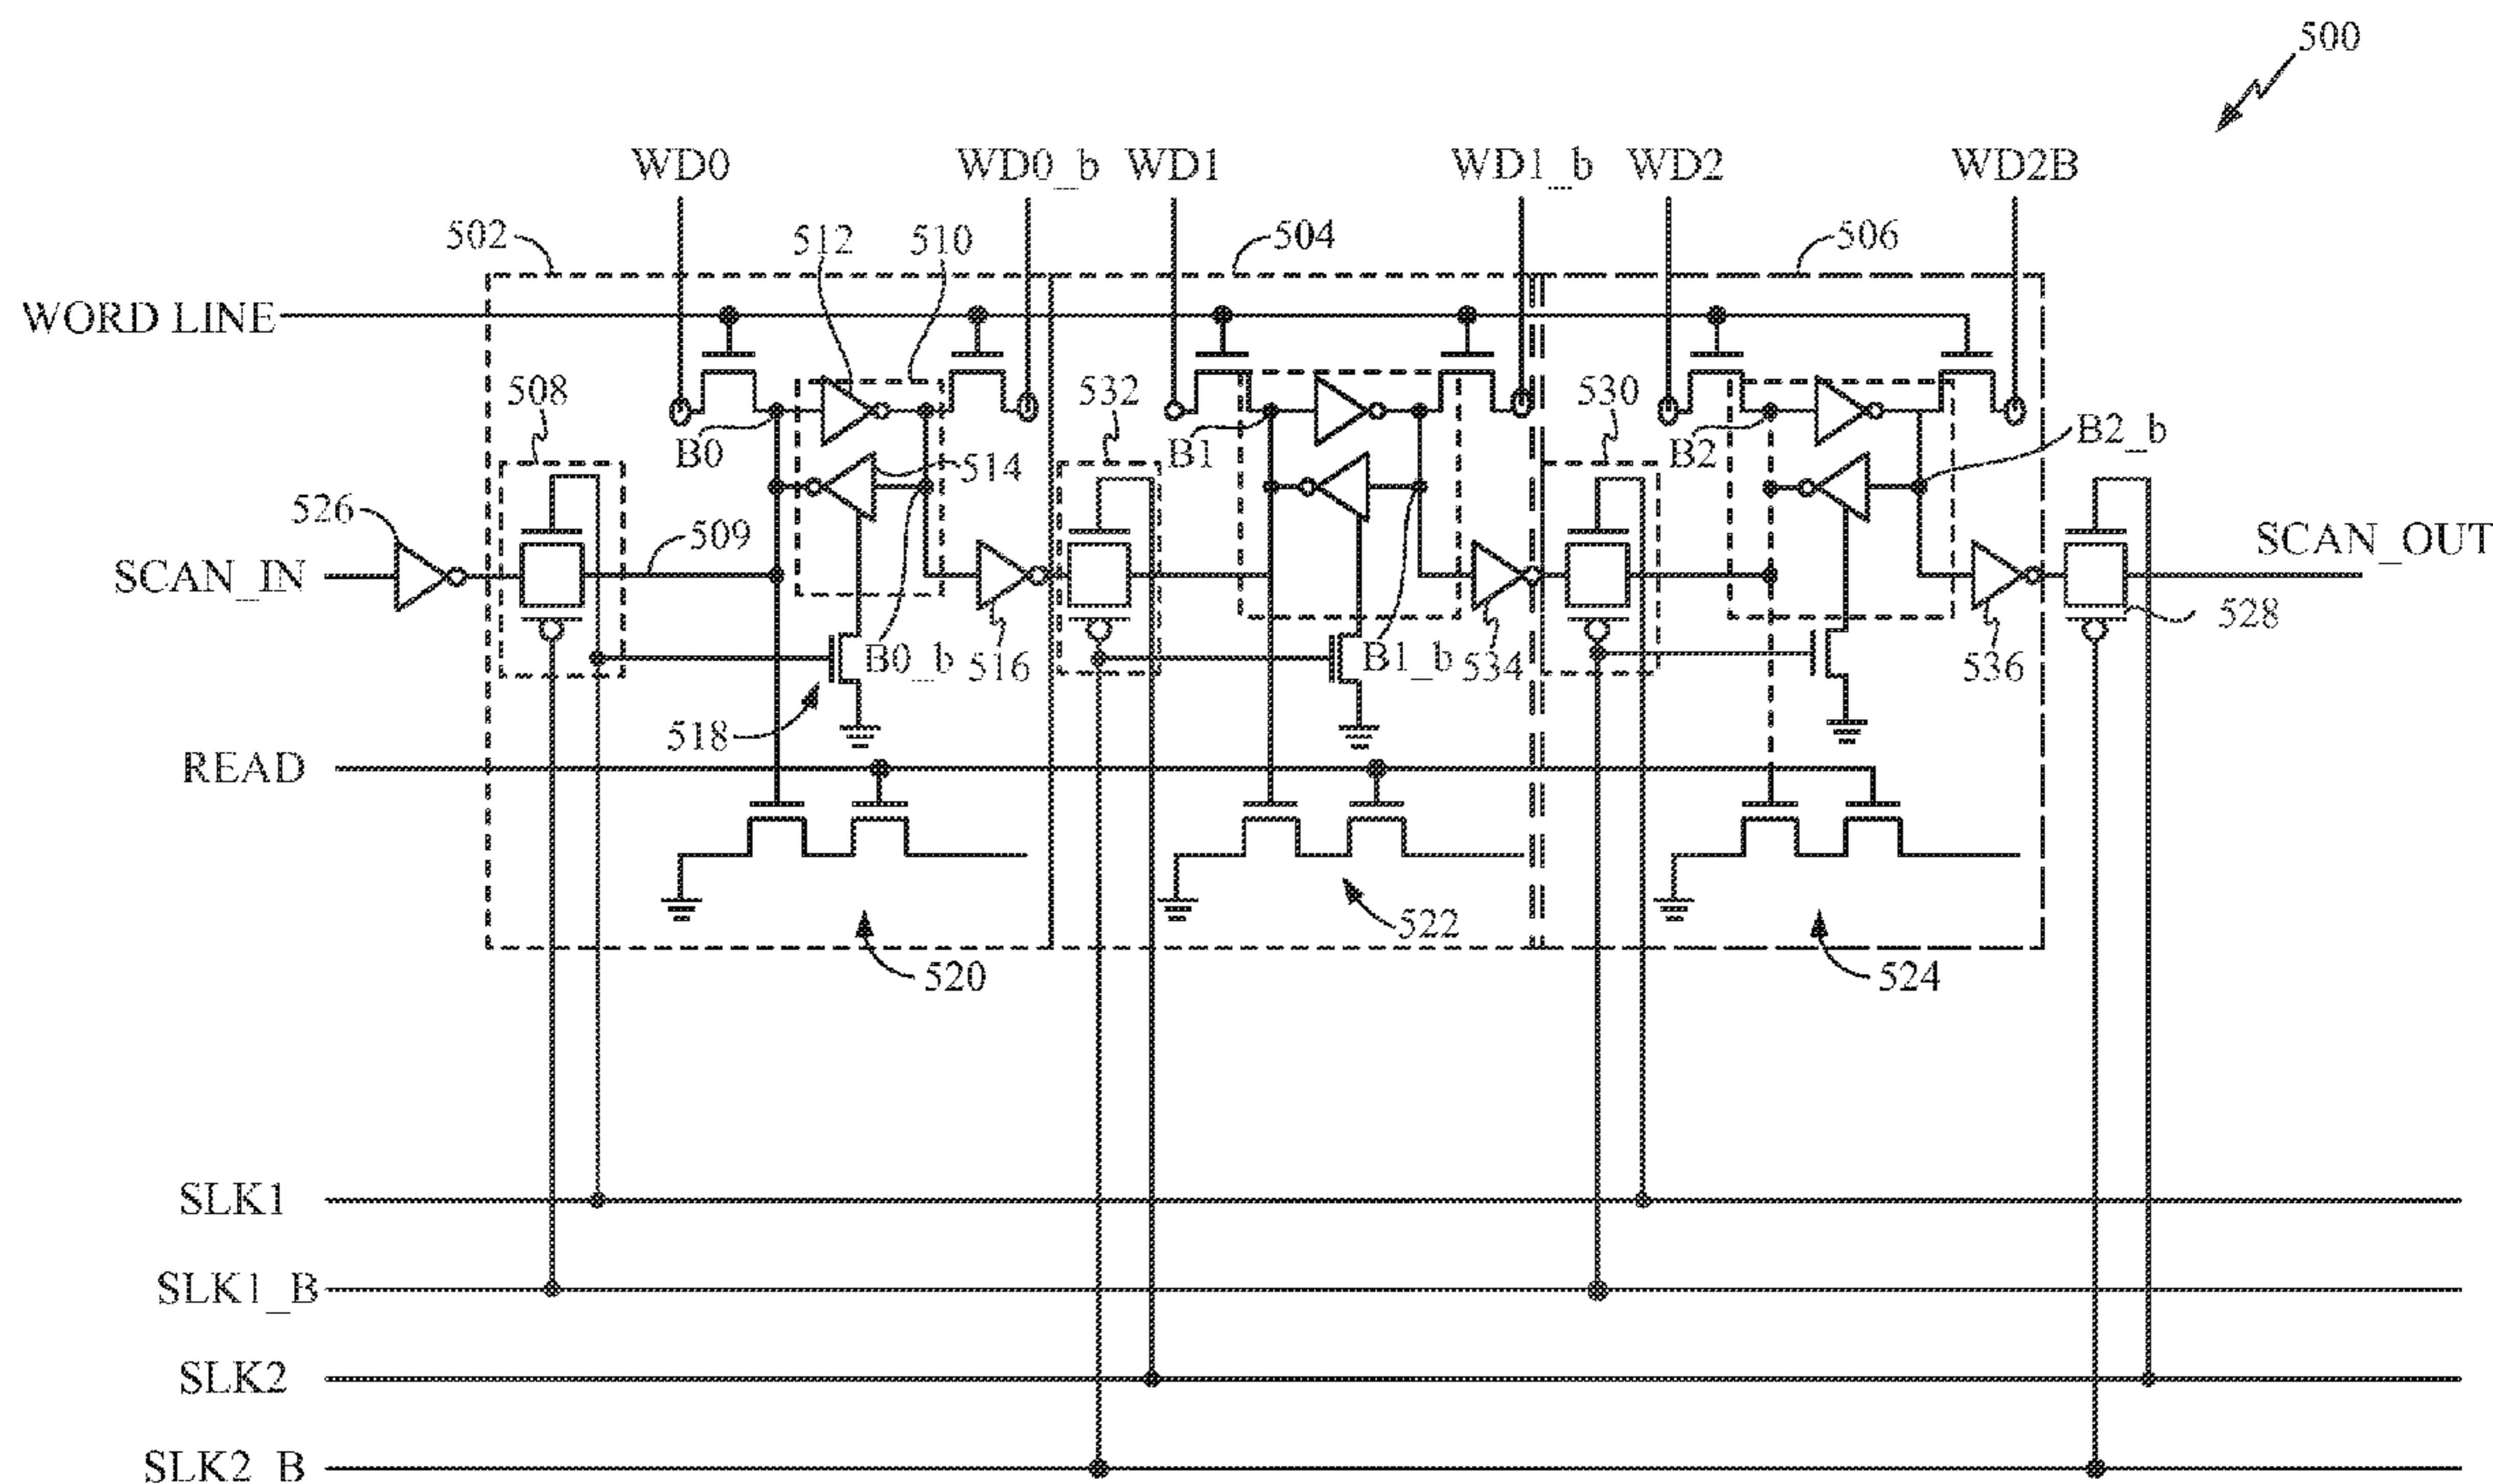 500
WD0
WD0_b
WD1
WD1_b
WD2
WD2B
502
512
510
504
506
WORD LINE
508
532
530
B0
B1
B2
B2_b
514
526
509
SCAN_IN
SCAN_OUT
528
B0_b
516
B1_b
534
536
518
READ
520
522
524
SLK1
SLK1_B
SLK2
SLK2_B